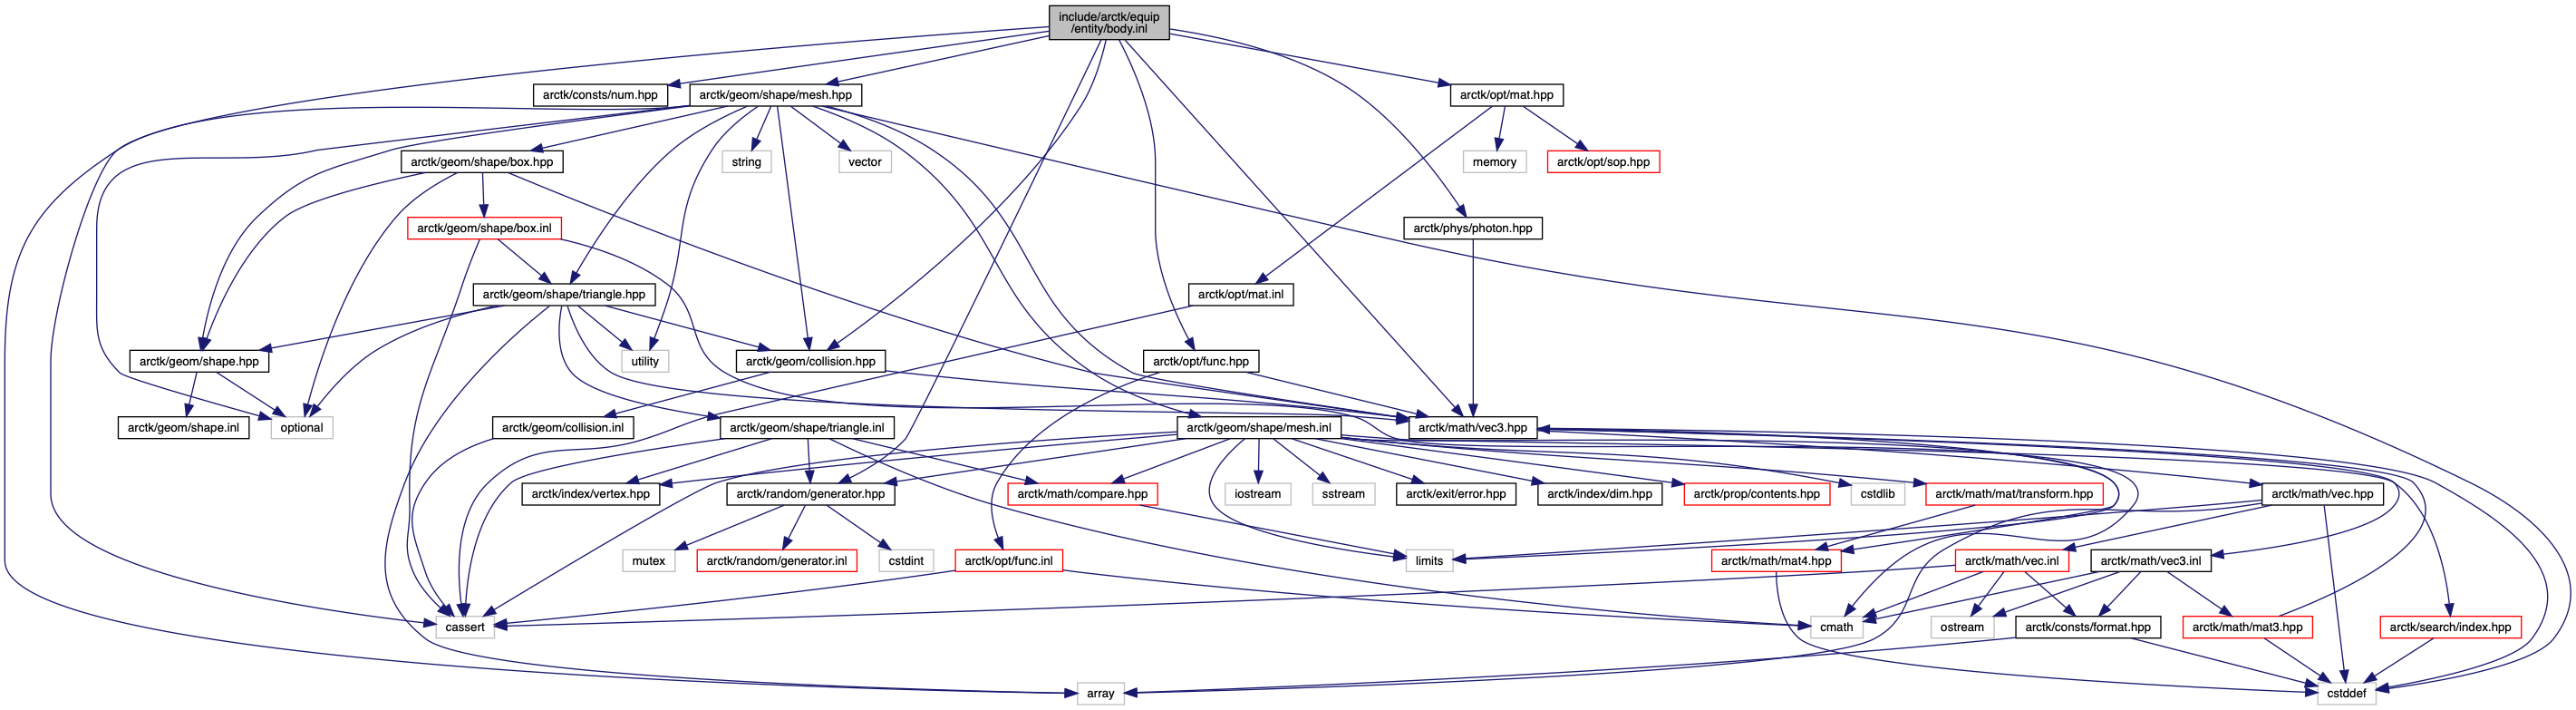 include/arctk/equip
/entity/body.inl
arctk/consts/num.hpp
arctk/geom/shape/mesh.hpp
arctk/opt/mat.hpp
arctk/geom/shape/box.hpp
string
vector
memory
arctk/opt/sop.hpp
arctk/geom/shape/box.inl
arctk/phys/photon.hpp
arctk/geom/shape/triangle.hpp
arctk/opt/mat.inl
arctk/geom/shape.hpp
utility
arctk/geom/collision.hpp
arctk/opt/func.hpp
arctk/geom/shape.inl
optional
arctk/geom/collision.inl
arctk/geom/shape/triangle.inl
arctk/geom/shape/mesh.inl
arctk/math/vec3.hpp
arctk/index/vertex.hpp
arctk/random/generator.hpp
arctk/math/compare.hpp
iostream
sstream
arctk/exit/error.hpp
arctk/index/dim.hpp
arctk/prop/contents.hpp
cstdlib
arctk/math/mat/transform.hpp
arctk/math/vec.hpp
mutex
arctk/random/generator.inl
cstdint
arctk/opt/func.inl
limits
arctk/math/mat4.hpp
arctk/math/vec.inl
arctk/math/vec3.inl
cassert
cmath
ostream
arctk/consts/format.hpp
arctk/math/mat3.hpp
arctk/search/index.hpp
array
cstddef